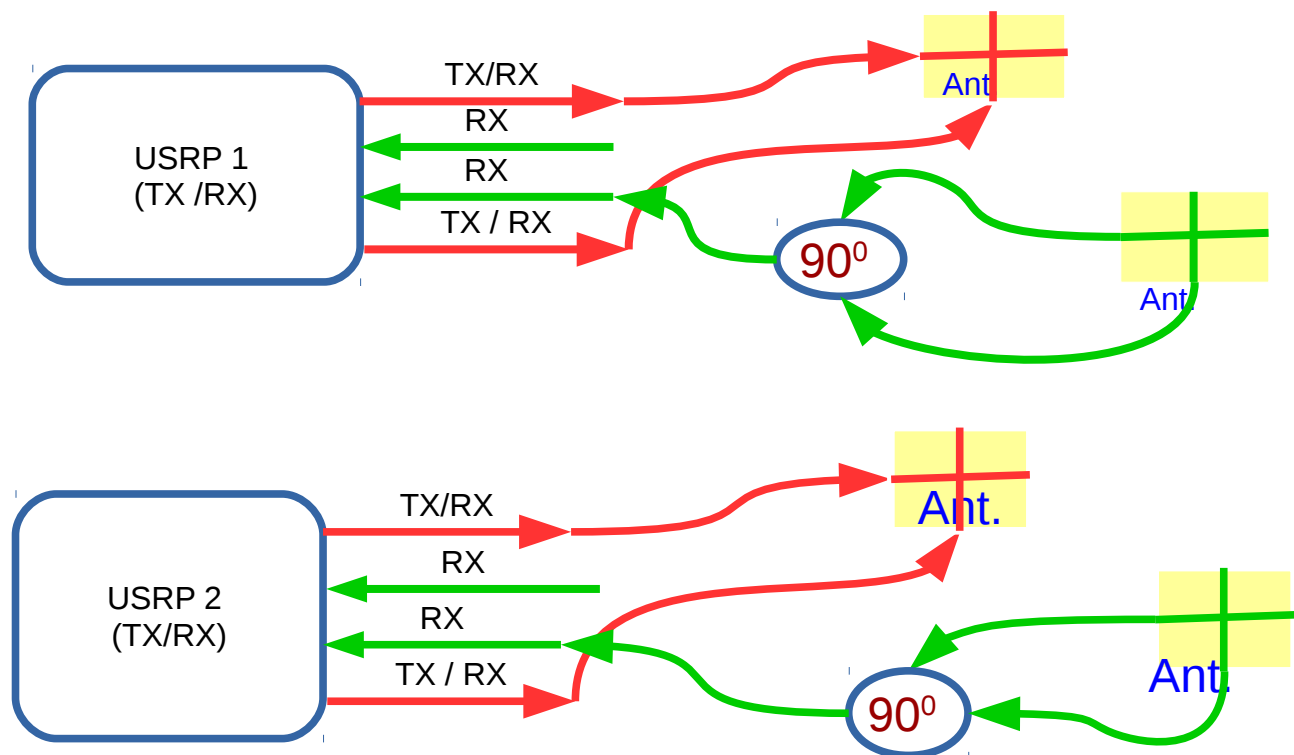 TX/RX
Ant.
RX
USRP 1
(TX /RX)
RX
TX / RX
90⁰
Ant.
TX/RX
Ant.
RX
USRP 2
(TX/RX)
RX
TX / RX
Ant.
90⁰